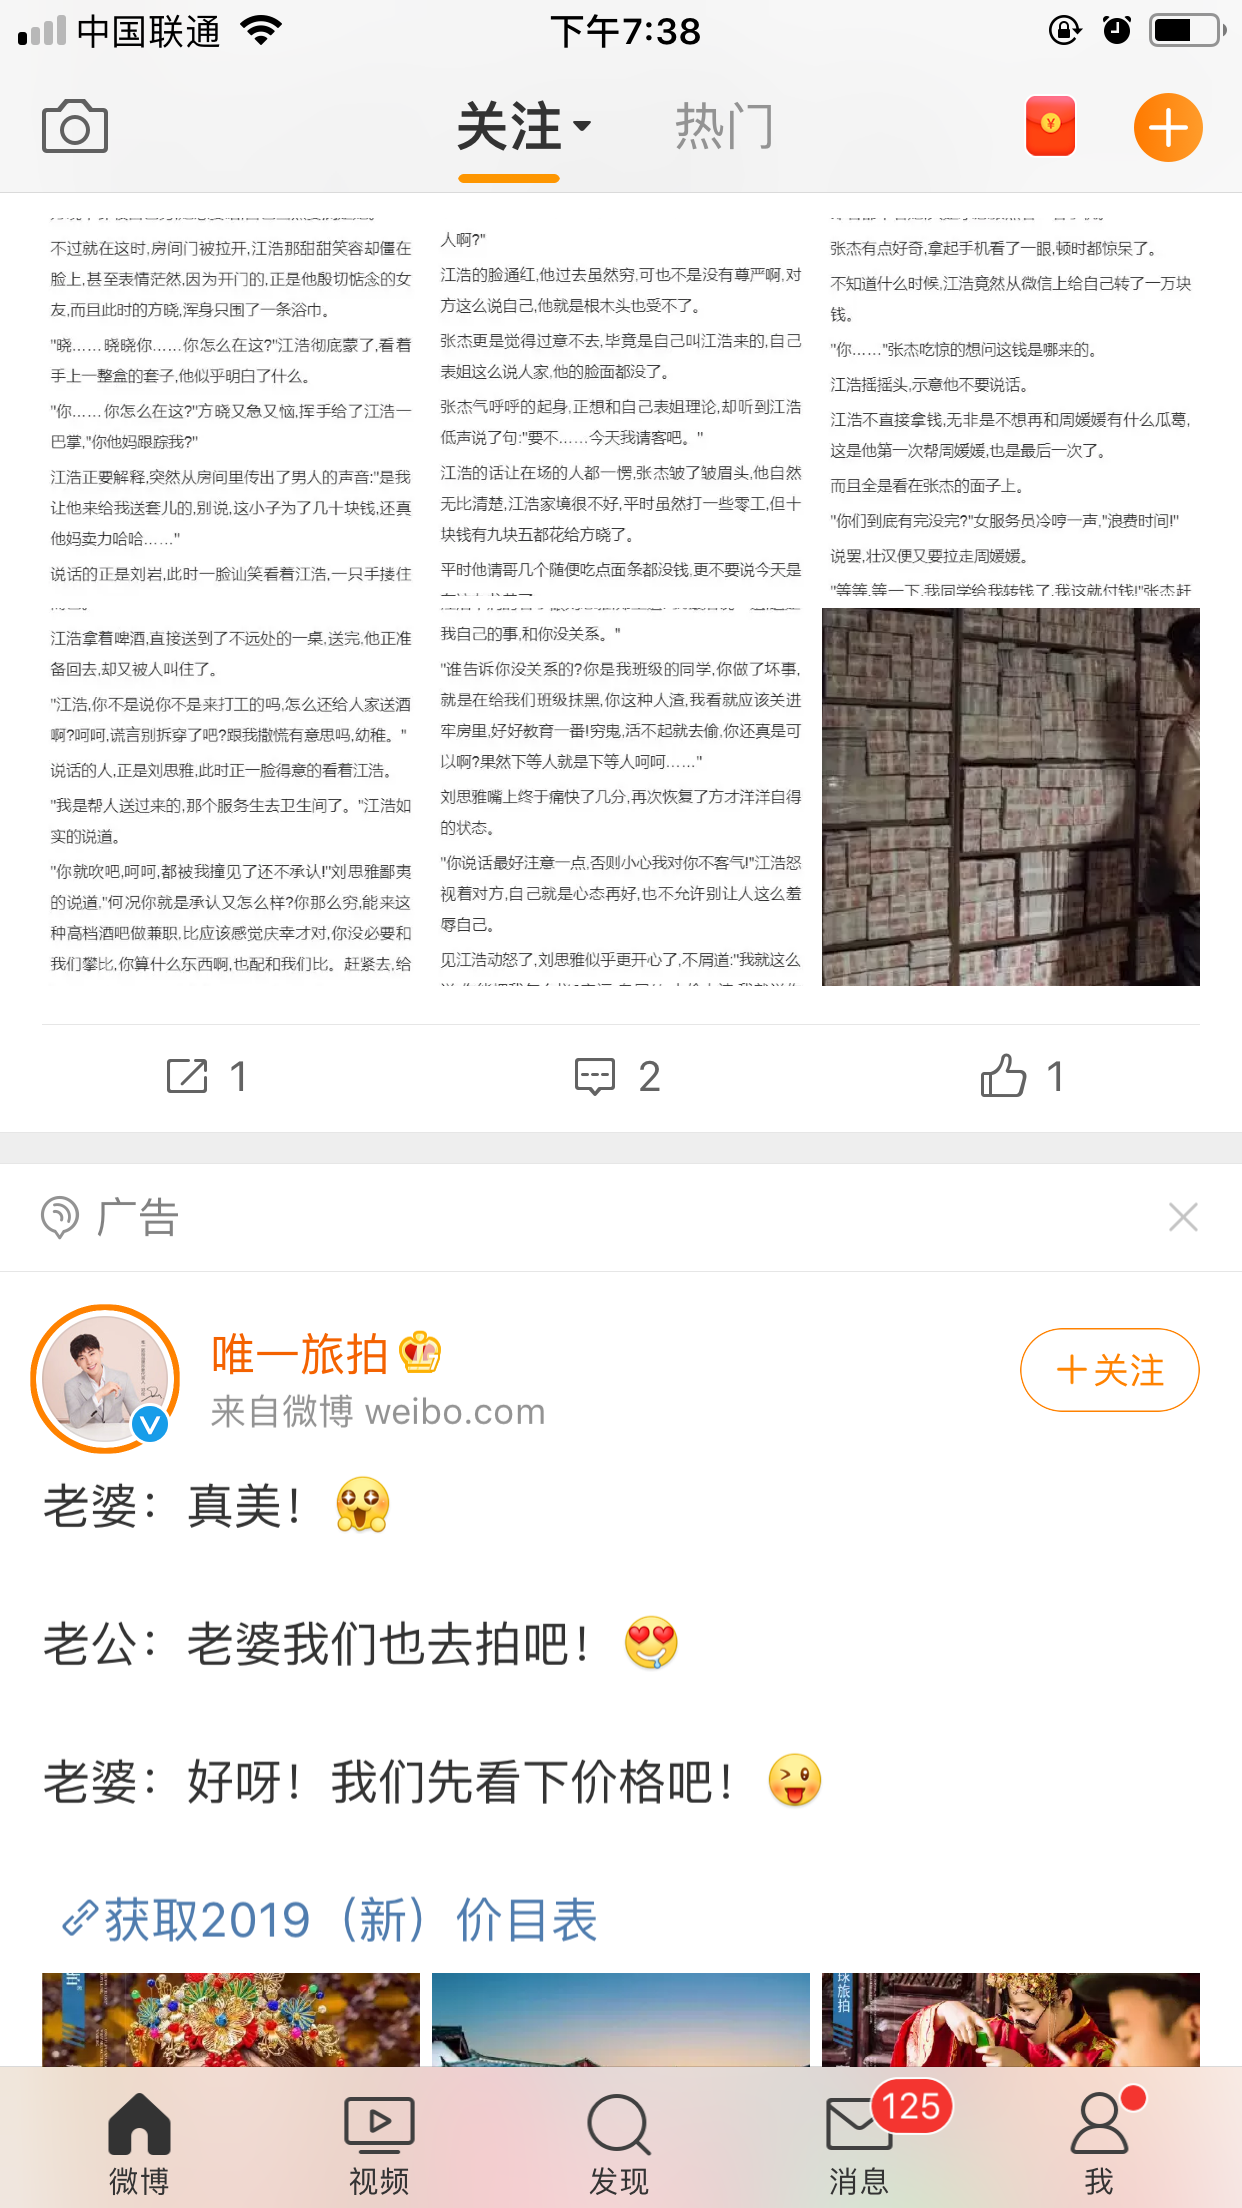 中国联通
下午7:38
关注
热门
不过就在这时,房间门被拉开,江浩那甜甜笑容却僵在
脸上,甚至表情茫然,因为开门的,正是他殷切惦念的女
友,而且此时的方晓,浑身只围了一条浴巾。
"晓……晓晓你……你怎么在这?"江浩彻底蒙了,看着
手上一整盒的套子,他似乎明白了什么。
"你……你怎么在这?"方晓又急又恼,挥手给了江浩一
巴掌,"你他妈跟踪我?"
江浩正要解释,突然从房间里传出了男人的声音:"是我
让他来给我送套儿的,别说,这小子为了几十块钱,还真
他妈卖力哈哈……"
说话的正是刘岩,此时一脸讪笑看着江浩,一只手搂住
人啊?"
江浩的脸通红,他过去虽然穷,可也不是没有尊严啊,对
方这么说自己,他就是根木头也受不了。
张杰更是觉得过意不去,毕竟是自己叫江浩来的,自己
表姐这么说人家,他的脸面都没了。
张杰气呼呼的起身,正想和自己表姐理论,却听到江浩
低声说了句:"要不……今天我请客吧。"
江浩的话让在场的人都一愣,张杰皱了皱眉头,他自然
无比清楚,江浩家境很不好,平时虽然打一些零工,但十
块钱有九块五都花给方晓了。
平时他请哥几个随便吃点面条都没钱,更不要说今天是
张杰有点好奇,拿起手机看了一眼,顿时都惊呆了。
不知道什么时候,江浩竟然从微信上给自己转了一万块
钱。
"你……"张杰吃惊的想问这钱是哪来的。
江浩摇摇头,示意他不要说话。
江浩不直接拿钱,无非是不想再和周媛媛有什么瓜葛,
这是他第一次帮周媛媛,也是最后一次了。
而且全是看在张杰的面子上。
"你们到底有完没完?"女服务员冷哼一声,"浪费时间!"
说罢,壮汉便又要拉走周媛媛。
"等等,等一下,我同学给我转钱了,我这就付钱!"张杰赶
江浩拿着啤酒,直接送到了不远处的一桌,送完,他正准
备回去,却又被人叫住了。
"江浩,你不是说你不是来打工的吗,怎么还给人家送酒
啊?呵呵,谎言别拆穿了吧?跟我撒慌有意思吗,幼稚。"
说话的人,正是刘思雅,此时正一脸得意的看着江浩。
"我是帮人送过来的,那个服务生去卫生间了。"江浩如
实的说道。
"你就吹吧,呵呵,都被我撞见了还不承认!"刘思雅鄙夷
的说道,"何况你就是承认又怎么样?你那么穷,能来这
种高档酒吧做兼职,比应该感觉庆幸才对,你没必要和
我们攀比,你算什么东西啊,也配和我们比。赶紧去,给
我自己的事,和你没关系。"
"谁告诉你没关系的?你是我班级的同学,你做了坏事,
就是在给我们班级抹黑,你这种人渣,我看就应该关进
牢房里,好好教育一番!穷鬼,活不起就去偷,你还真是可
以啊?果然下等人就是下等人呵呵……"
刘思雅嘴上终于痛快了几分,再次恢复了方才洋洋自得
的状态。
"你说话最好注意一点,否则小心我对你不客气!"江浩怒
视着对方,自己就是心态再好,也不允许别让人这么羞
辱自己。
见江浩动怒了,刘思雅似乎更开心了,不屑道:"我就这么
1
2
1
广告
唯一旅拍
来自微博 weibo.com
+关注
老婆：真美！
老公：老婆我们也去拍吧！
老婆：好呀！我们先看下价格吧！
获取2019（新）价目表
球旅拍
125
微博
视频
发现
消息
我